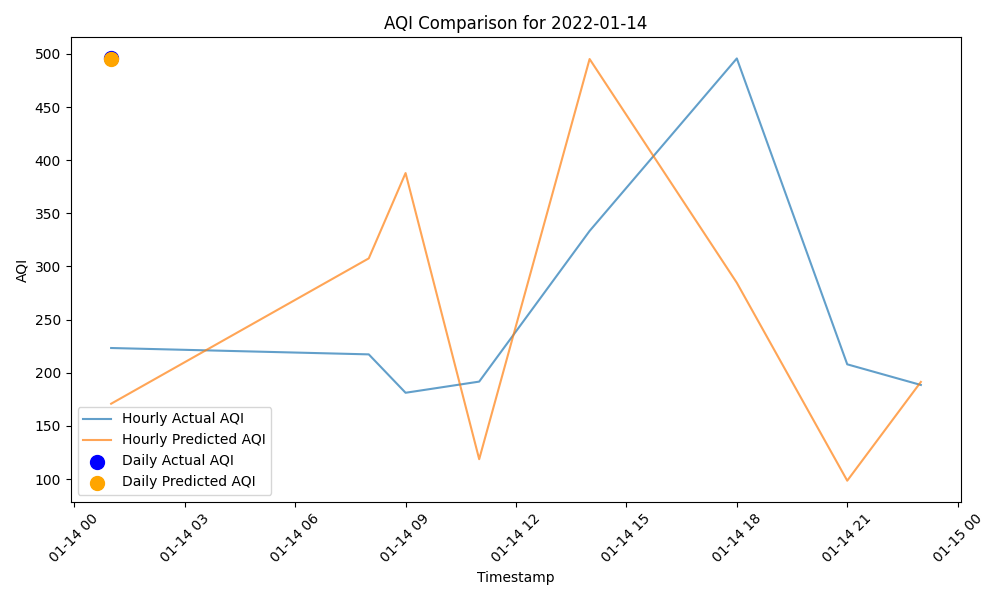 AQI Comparison for 2022-01-14
500
450
400
350
300
250
200
150
100
AQI
Hourly Actual AQI
Hourly Predicted AQI
Daily Actual AQI
Daily Predicted AQI
01-14 00
01-14 03
01-14 06
01-14 09
01-14 12
01-14 15
01-14 18
01-14 21
01-15 00
Timestamp